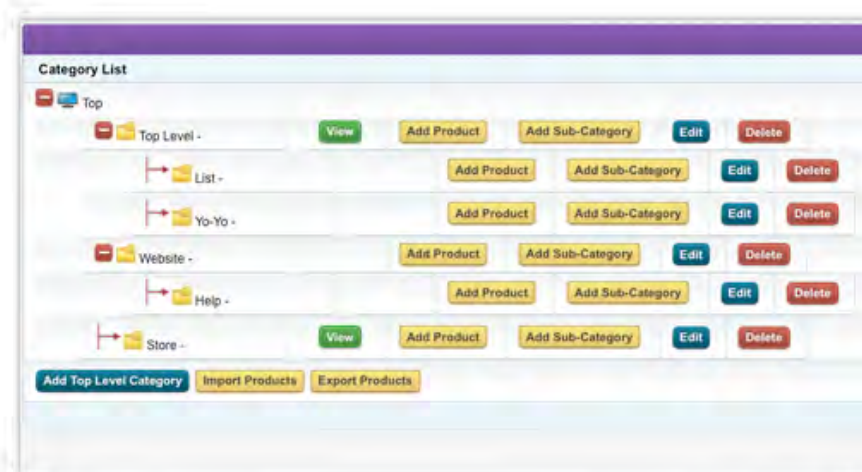 Category List
Top
Top Level - View Add Product Add Sub-Category Edit Delete
List - Add Product Add Sub-Category Edit Delete
Yo-Yo - Add Product Add Sub-Category Edit Delete
Website - Add Product Add Sub-Category Edit Delete
Help - Add Product Add Sub-Category Edit Delete
Store - View Add Product Add Sub-Category Edit Delete
Add Top Level Category Import Products Export Products